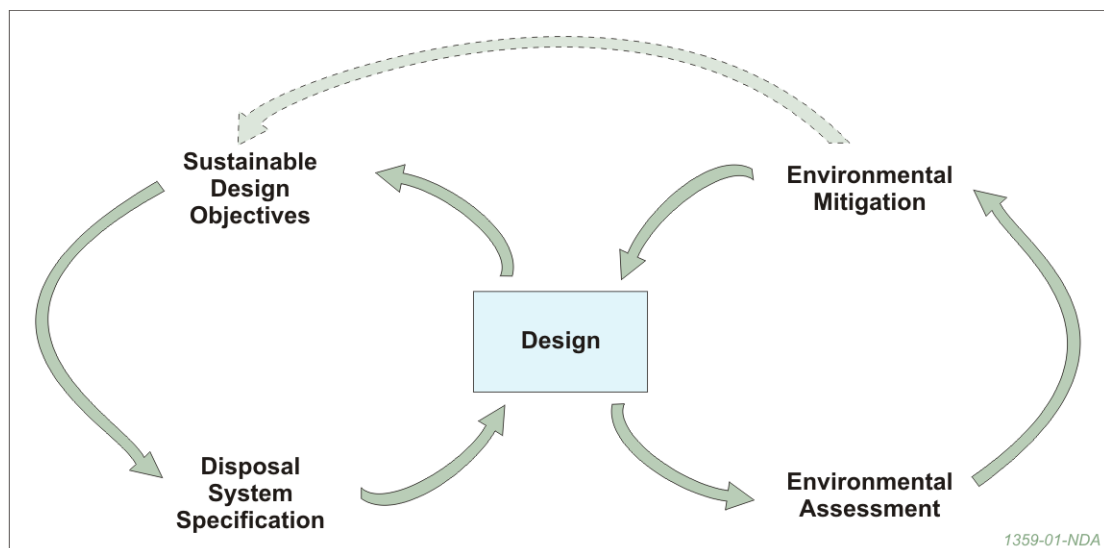 Sustainable
Design
Objectives
Environmental
Mitigation
Design
Disposal
System
Specification
Environmental
Assessment
1359-01-NDA